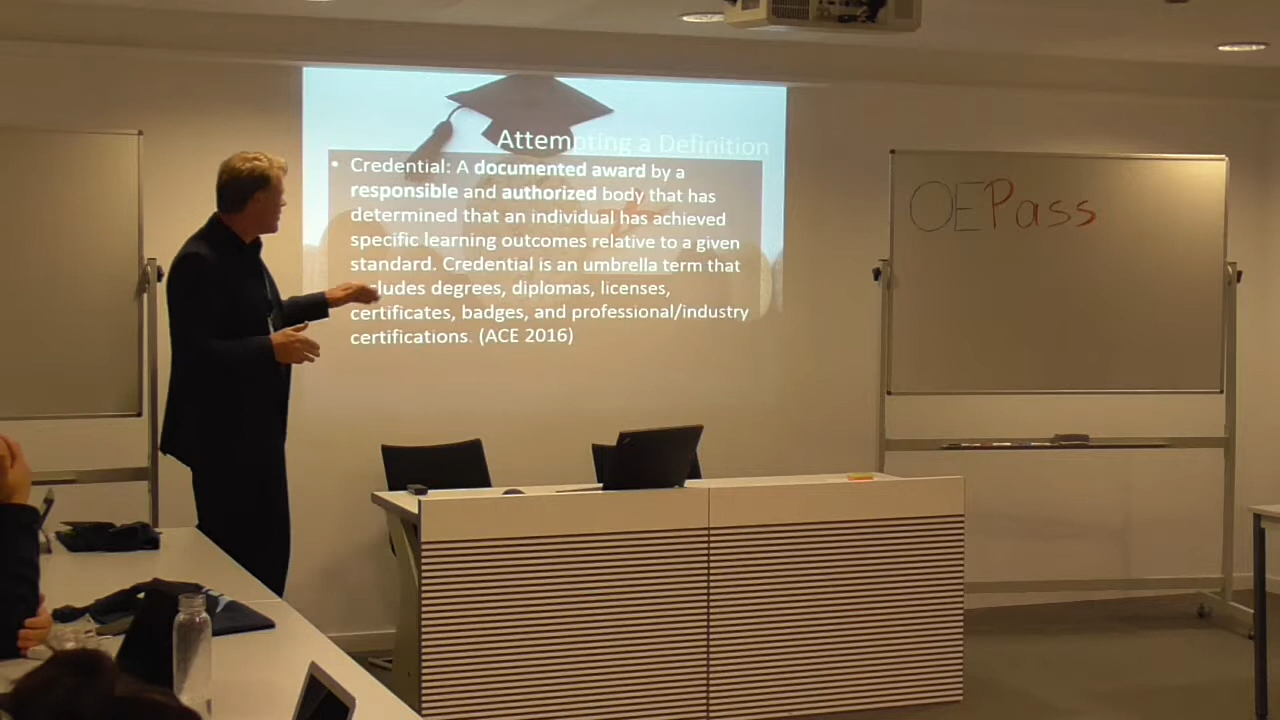 Attempting a Definition
• Credential: A documented award by a
responsible and authorized body that has
determined that an individual has achieved
specific learning outcomes relative to a given
standard. Credential is an umbrella term that
cludes degrees, diplomas, licenses,
certificates, badges, and professional/industry
certifications. (ACE 2016)
OEPass